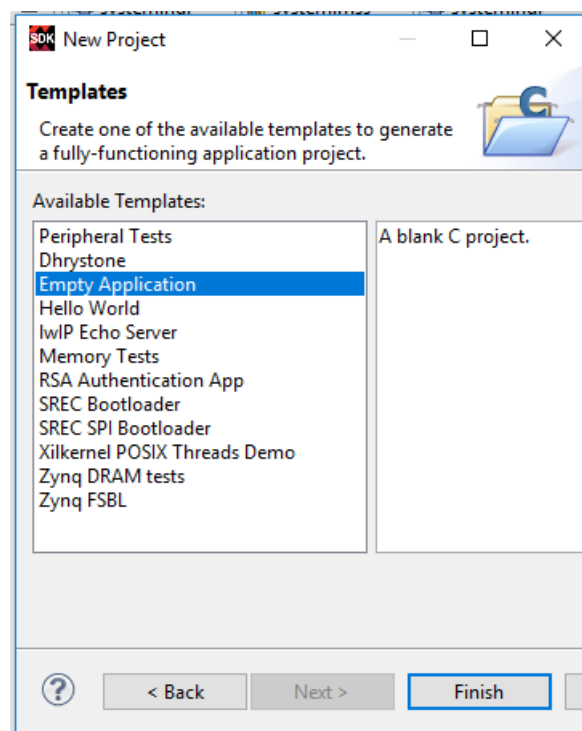 SDK New Project
Templates
Create one of the available templates to generate
a fully-functioning application project.
Available Templates:
Peripheral Tests
Dhrystone
Empty Application
Hello World
lwIP Echo Server
Memory Tests
RSA Authentication App
SREC Bootloader
SREC SPI Bootloader
Xilkernel POSIX Threads Demo
Zynq DRAM tests
Zynq FSBL
A blank C project.
? < Back Next > Finish